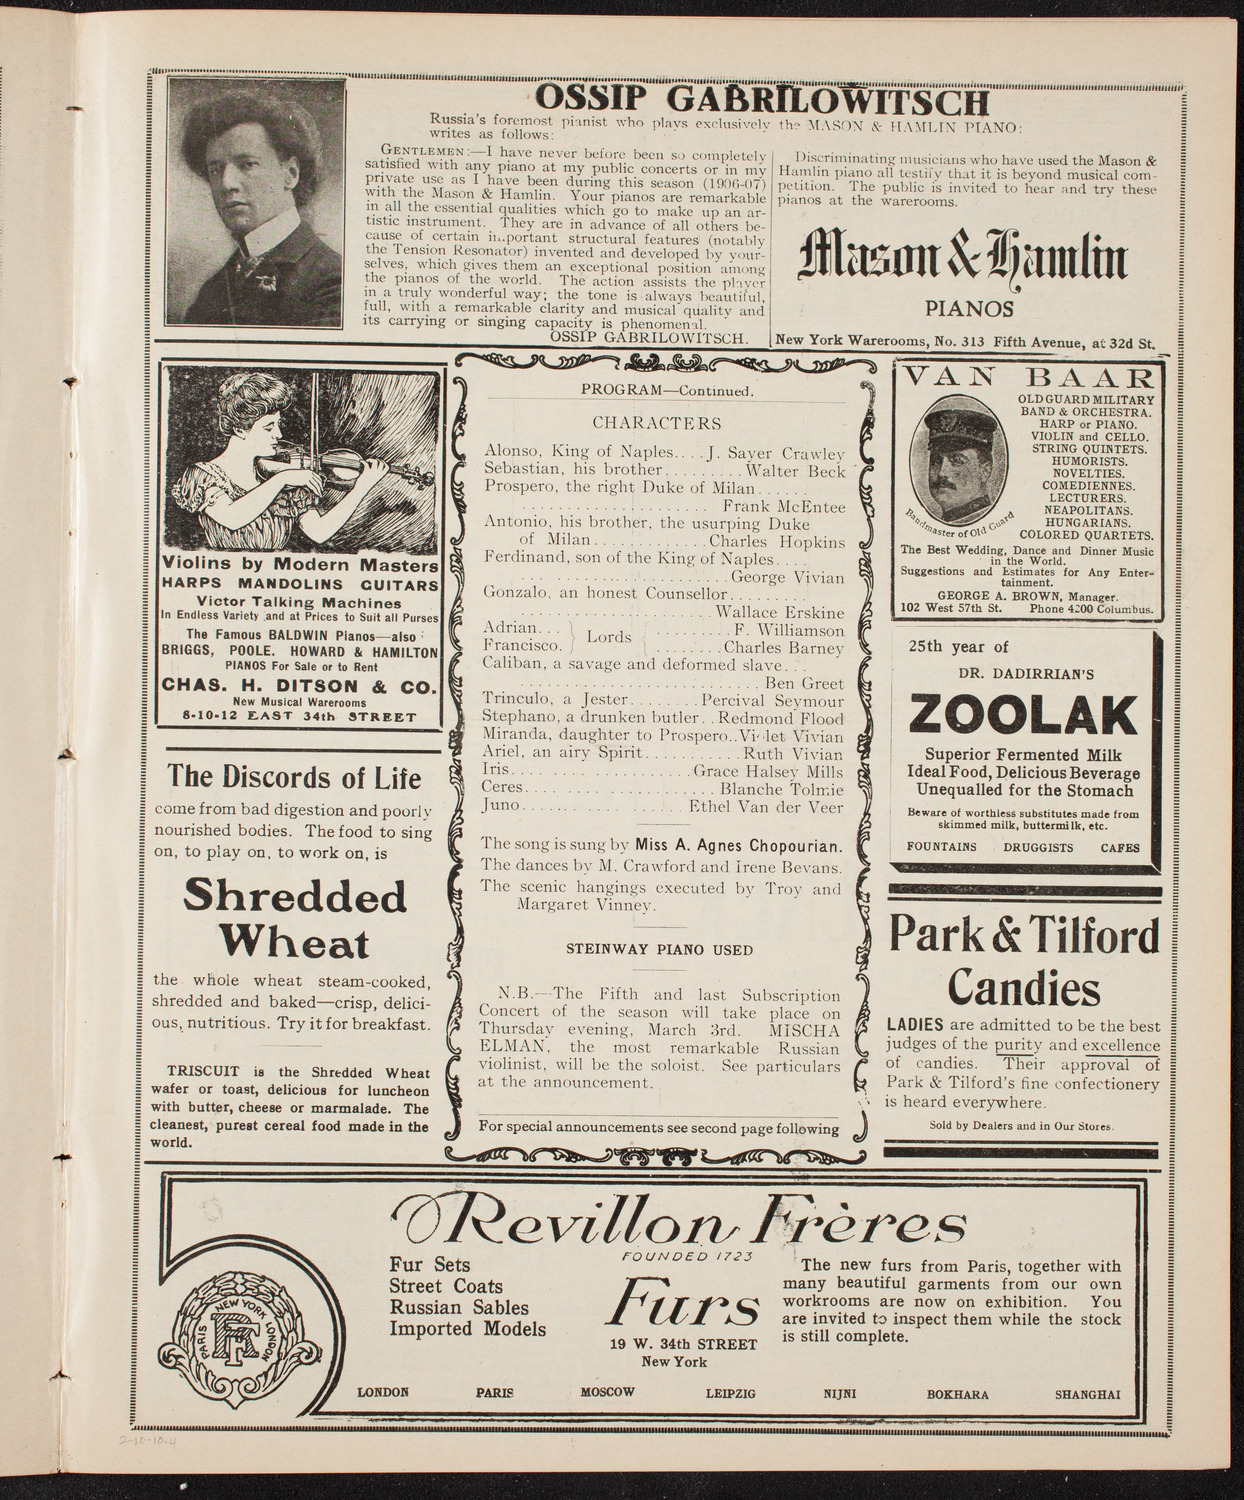 OSSIP GABRILOWITSCH
Russia's foremost pianist who plays exclusively the MASON & HAMLIN PIANO:
writes as follows:
GENTLEMEN:—I have never before been so completely
satisfied with any piano at my public concerts or in my
private use as I have been during this season (1906-07)
with the Mason & Hamlin. Your pianos are remarkable
in all the essential qualities which go to make up an ar-
tistic instrument. They are in advance of all others be-
cause of certain important structural features (notably
the Tension Resonator) invented and developed by your-
selves, which gives them an exceptional position among
the pianos of the world. The action assists the player
in a truly wonderful way; the tone is always beautiful,
full, with a remarkable clarity and musical quality and
its carrying or singing capacity is phenomenal.
OSSIP GABRILOWITSCH.
Discriminating musicians who have used the Mason &
Hamlin piano all testify that it is beyond musical com-
petition. The public is invited to hear and try these
pianos at the warerooms.
Mason & Hamlin
PIANOS
New York Warerooms, No. 313 Fifth Avenue, at 32d St.
Violins by Modern Masters
HARPS MANDOLINS GUITARS
Victor Talking Machines
In Endless Variety and at Prices to Suit all Purses
The Famous BALDWIN Pianos—also
BRIGGS, POOLE, HOWARD & HAMILTON
PIANOS For Sale or to Rent
CHAS. H. DITSON & CO.
New Musical Warerooms
8-10-12 EAST 34th STREET
The Discords of Life
come from bad digestion and poorly
nourished bodies. The food to sing
on, to play on, to work on, is
Shredded
Wheat
the whole wheat steam-cooked,
shredded and baked—crisp, delici-
ous, nutritious. Try it for breakfast.
TRISCUIT is the Shredded Wheat
wafer or toast, delicious for luncheon
with butter, cheese or marmalade. The
cleanest, purest cereal food made in the
world.
PROGRAM—Continued.
CHARACTERS
Alonso, King of Naples....J. Sayer Crawley
Sebastian, his brother.........Walter Beck
Prospero, the right Duke of Milan......
........................Frank McEntee
Antonio, his brother, the usurping Duke
of Milan.............Charles Hopkins
Ferdinand, son of the King of Naples....
.........................George Vivian
Gonzalo, an honest Counsellor.........
.......................Wallace Erskine
Adrian... } Lords { .........F. Williamson
Francisco. } { ........Charles Barney
Caliban, a savage and deformed slave...
.............................Ben Greet
Trinculo, a Jester........Percival Seymour
Stephano, a drunken butler..Redmond Flood
Miranda, daughter to Prospero..Violet Vivian
Ariel, an airy Spirit...........Ruth Vivian
Iris.....................Grace Halsey Mills
Ceres.......................Blanche Tolmie
Juno...................Ethel Van der Veer
The song is sung by Miss A. Agnes Chopourian.
The dances by M. Crawford and Irene Bevans.
The scenic hangings executed by Troy and
Margaret Vinney.
STEINWAY PIANO USED
N.B.—The Fifth and last Subscription
Concert of the season will take place on
Thursday evening, March 3rd. MISCHA
ELMAN, the most remarkable Russian
violinist, will be the soloist. See particulars
at the announcement.
For special announcements see second page following
VAN BAAR
OLD GUARD MILITARY
BAND & ORCHESTRA.
HARP or PIANO.
VIOLIN and CELLO.
STRING QUINTETS.
HUMORISTS.
NOVELTIES.
COMEDIENNES.
LECTURERS.
NEAPOLITANS.
HUNGARIANS.
COLORED QUARTETS.
Bandmaster of Old Guard
The Best Wedding, Dance and Dinner Music
in the World.
Suggestions and Estimates for Any Enter-
tainment.
GEORGE A. BROWN, Manager.
102 West 57th St. Phone 4200 Columbus.
25th year of
DR. DADIRRIAN'S
ZOOLAK
Superior Fermented Milk
Ideal Food, Delicious Beverage
Unequalled for the Stomach
Beware of worthless substitutes made from
skimmed milk, buttermilk, etc.
FOUNTAINS DRUGGISTS CAFES
Park & Tilford
Candies
LADIES are admitted to be the best
judges of the purity and excellence
of candies. Their approval of
Park & Tilford's fine confectionery
is heard everywhere.
Sold by Dealers and in Our Stores.
Revillon Frères
FOUNDED 1723
Fur Sets
Street Coats
Russian Sables
Imported Models
Furs
19 W. 34th STREET
New York
The new furs from Paris, together with
many beautiful garments from our own
workrooms are now on exhibition. You
are invited to inspect them while the stock
is still complete.
PARIS NEW YORK LONDON
RF
LONDON PARIS MOSCOW LEIPZIG NIJNI BOKHARA SHANGHAI
2-10-10.4